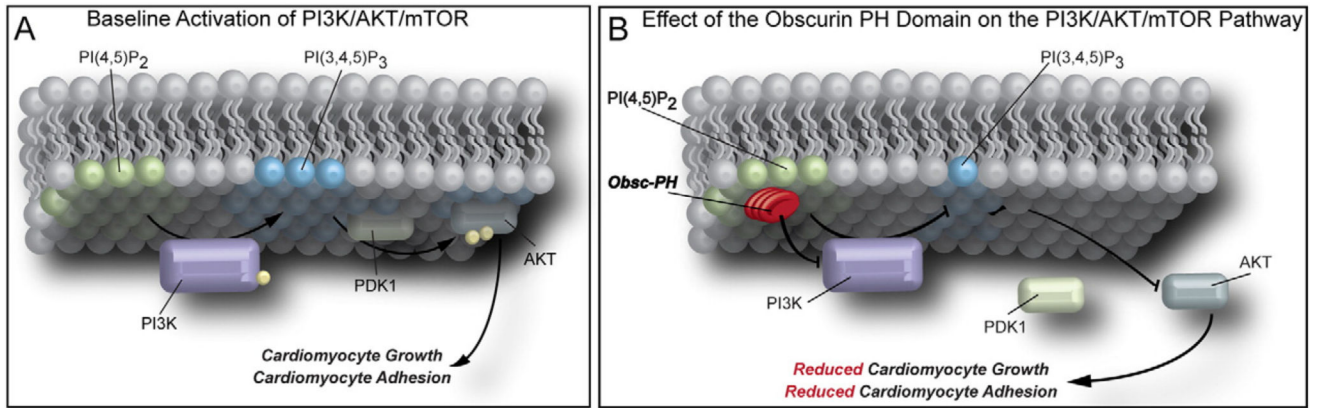 A
Baseline Activation of PI3K/AKT/mTOR
PI(4,5)P2
PI(3,4,5)P3
PI3K
PDK1
AKT
Cardiomyocyte Growth
Cardiomyocyte Adhesion
B
Effect of the Obscurin PH Domain on the PI3K/AKT/mTOR Pathway
PI(3,4,5)P3
PI(4,5)P2
Obsc-PH
PI3K
PDK1
AKT
Reduced Cardiomyocyte Growth
Reduced Cardiomyocyte Adhesion